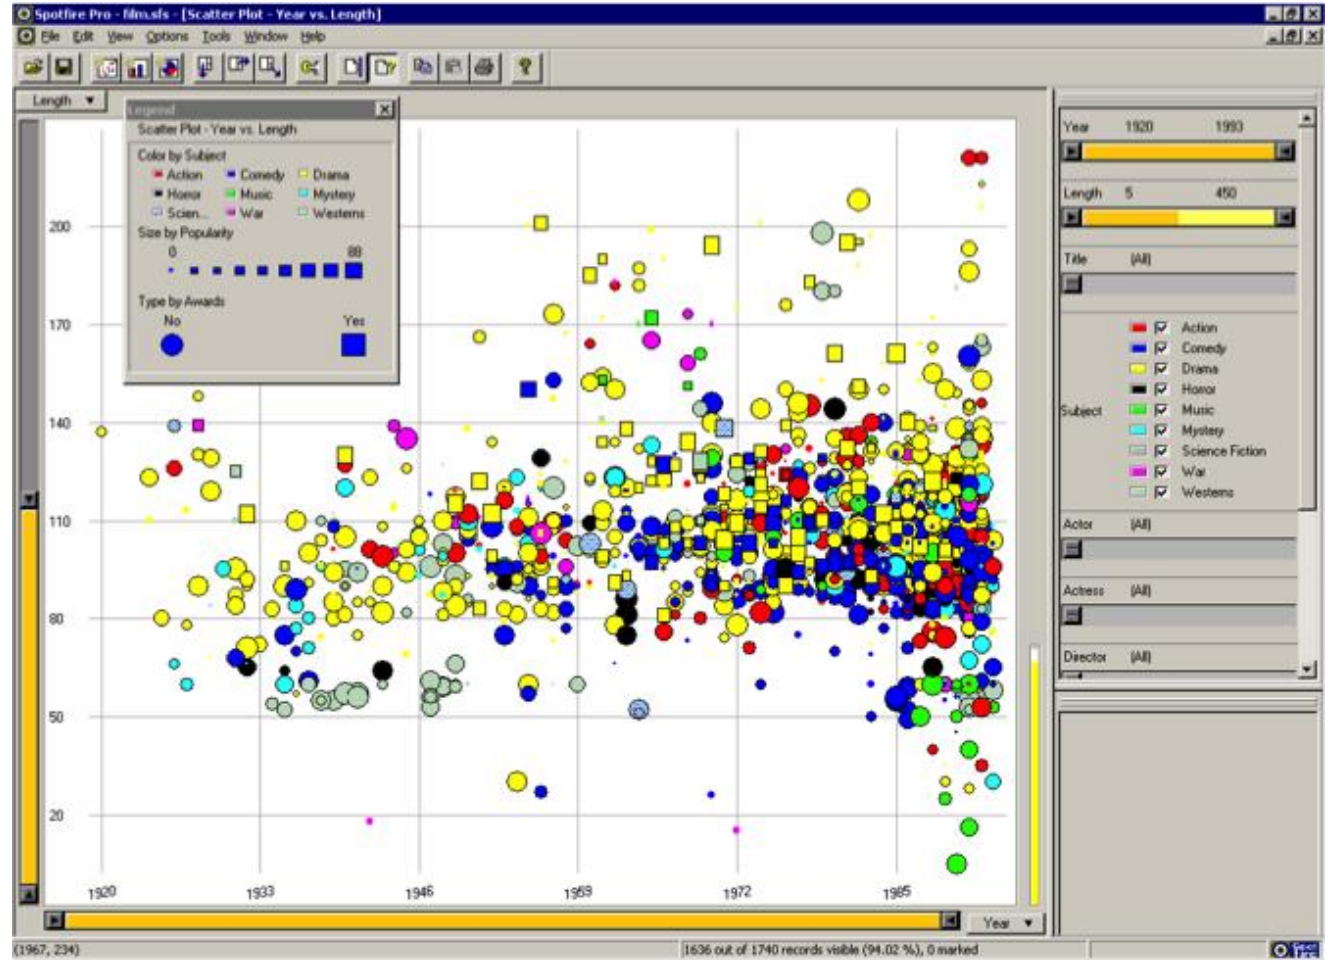 Spotfire Pro - film.sfs - [Scatter Plot - Year vs. Length]
File Edit View Options Tools Window Help
Length
Legend
Scatter Plot - Year vs. Length
Color by Subject
Action Comedy Drama
Horror Music Mystery
Scien... War Westerns
Size by Popularity
0 88
Type by Awards
No Yes
200
170
140
110
80
50
20
1920 1933 1946 1959 1972 1985
Year
Year 1920 1993
Length 5 450
Title (All)
Subject
Action
Comedy
Drama
Horror
Music
Mystery
Science Fiction
War
Westerns
Actor (All)
Actress (All)
Director (All)
(1967, 234)
1636 out of 1740 records visible (94.02 %), 0 marked